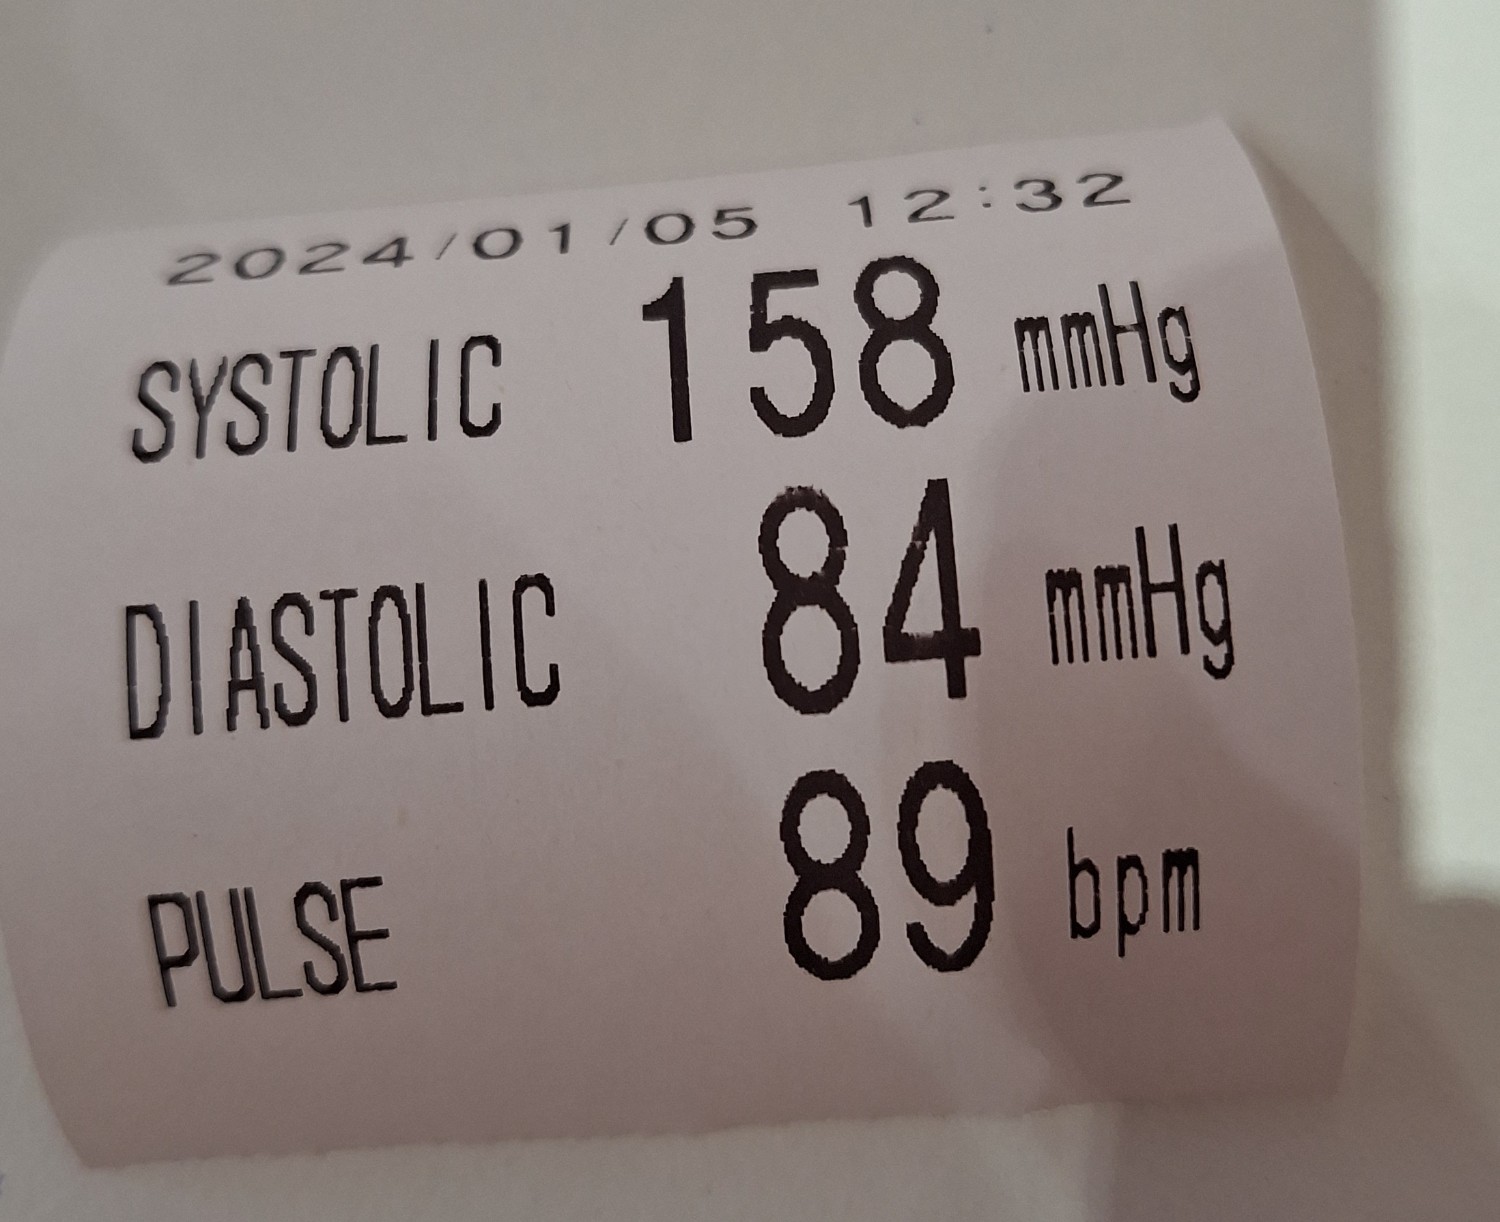 2024/01/05 12:32
SYSTOLIC 158 mmHg
DIASTOLIC 84 mmHg
PULSE 89 bpm